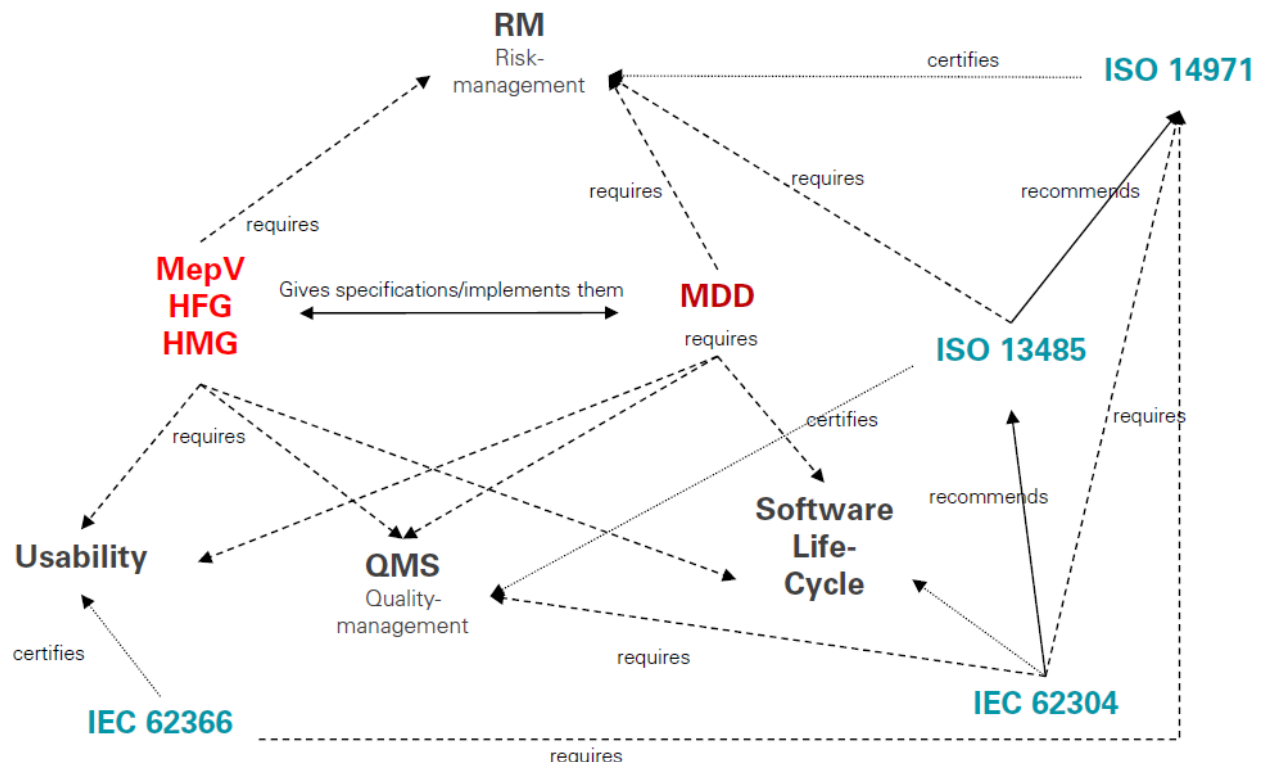 RM
Risk-
management
certifies
ISO 14971
requires
requires
recommends
requires
MepV
HFG
HMG
Gives specifications/implements them
MDD
requires
ISO 13485
requires
certifies
requires
recommends
Software
Life-
Cycle
Usability
QMS
Quality-
management
certifies
requires
IEC 62304
IEC 62366
requires